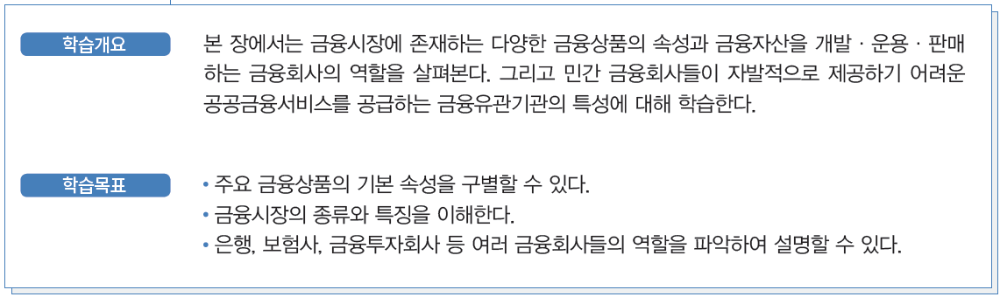 학습개요
본 장에서는 금융시장에 존재하는 다양한 금융상품의 속성과 금융자산을 개발 · 운용 · 판매
하는 금융회사의 역할을 살펴본다. 그리고 민간 금융회사들이 자발적으로 제공하기 어려운
공공금융서비스를 공급하는 금융유관기관의 특성에 대해 학습한다.
학습목표
• 주요 금융상품의 기본 속성을 구별할 수 있다.
• 금융시장의 종류와 특징을 이해한다.
• 은행, 보험사, 금융투자회사 등 여러 금융회사들의 역할을 파악하여 설명할 수 있다.